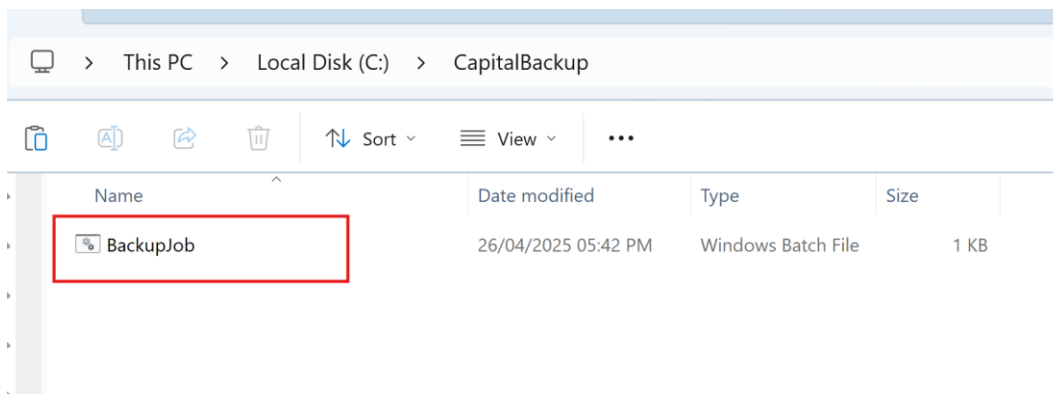 This PC > Local Disk (C:) > CapitalBackup
Sort View
Name Date modified Type Size
BackupJob 26/04/2025 05:42 PM Windows Batch File 1 KB